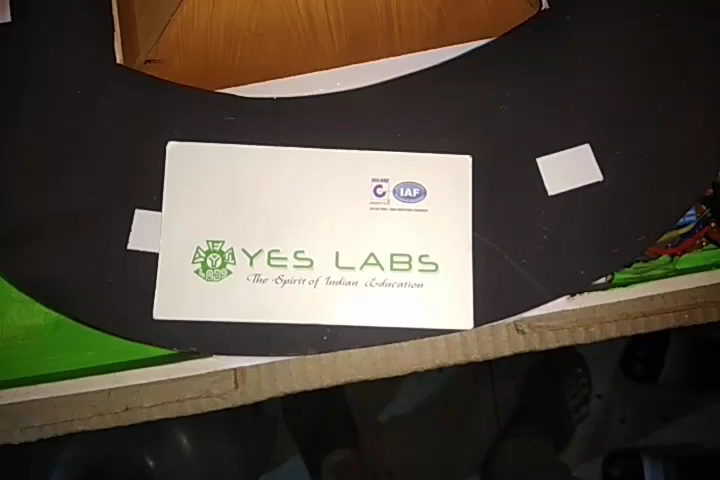 IAF
YES LABS
The Spirit of Indian Education